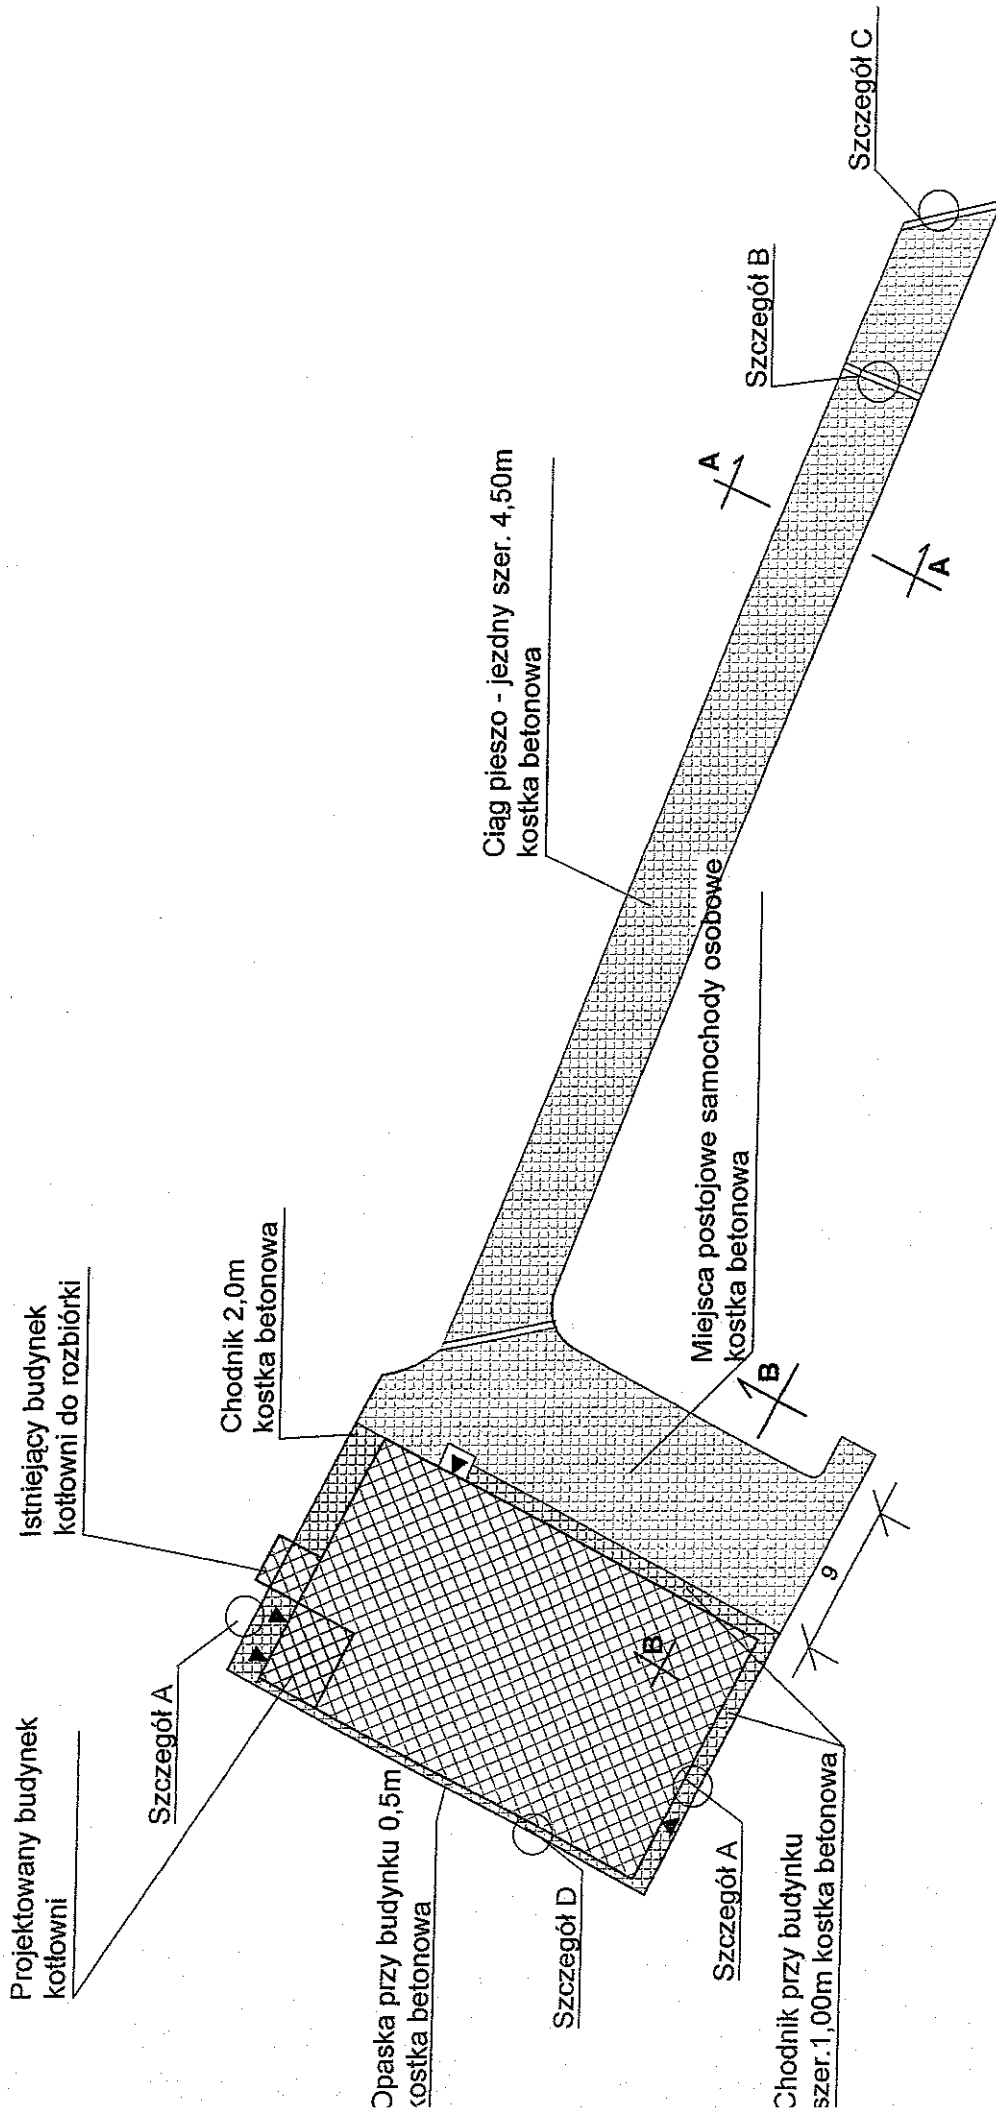 Projektowany budynek
kotłowni
Szczegół A
Istniejący budynek
kotłowni do rozbiórki
Chodnik 2,0m
kostka betonowa
Ciąg pieszo - jezdny szer. 4,50m
kostka betonowa
A
A
Szczegół B
Szczegół C
Miejsca postojowe samochody osobowe
kostka betonowa
B
B
9
Opaska przy budynku 0,5m
kostka betonowa
Szczegół D
Szczegół A
Chodnik przy budynku
szer.1,00m kostka betonowa